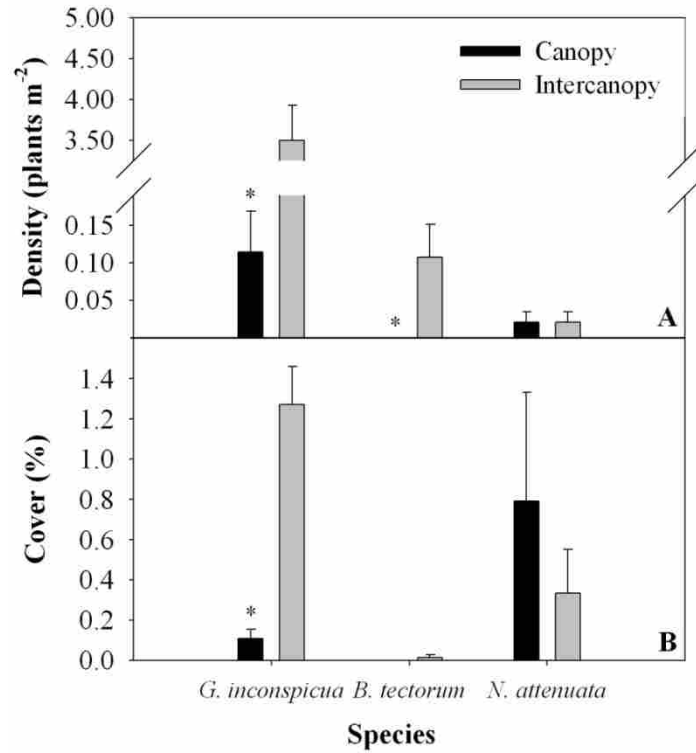 5.00
4.50
4.00
3.50
0.15
0.10
0.05
Density (plants m-2)
Canopy
Intercanopy
*
*
A
1.4
1.2
1.0
0.8
0.6
0.4
0.2
0.0
Cover (%)
*
B
G. inconspicua B. tectorum N. attenuata
Species